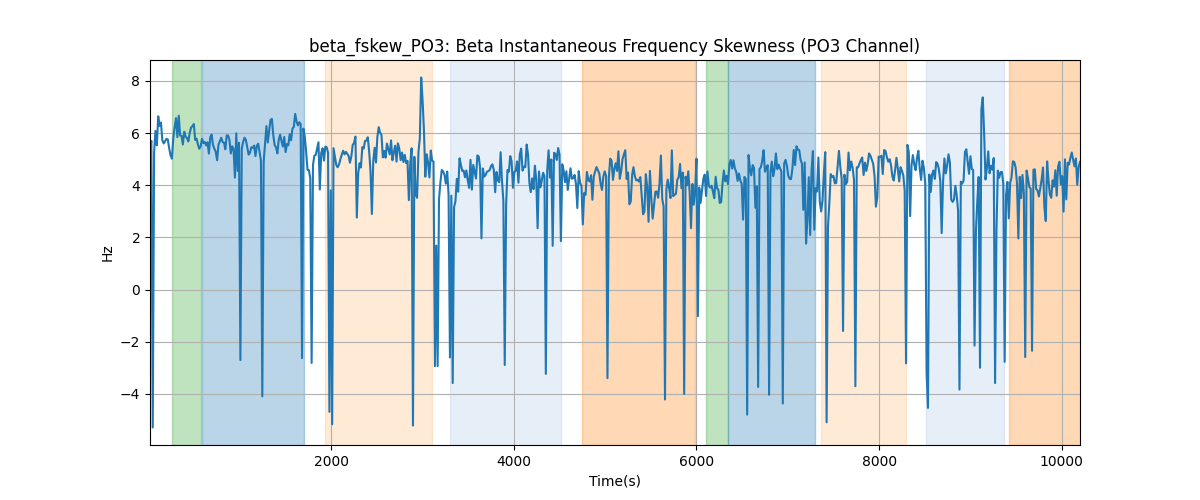 beta_fskew_PO3: Beta Instantaneous Frequency Skewness (PO3 Channel)
8
6
4
2
0
−2
−4
Hz
2000 4000 6000 8000 10000
Time(s)